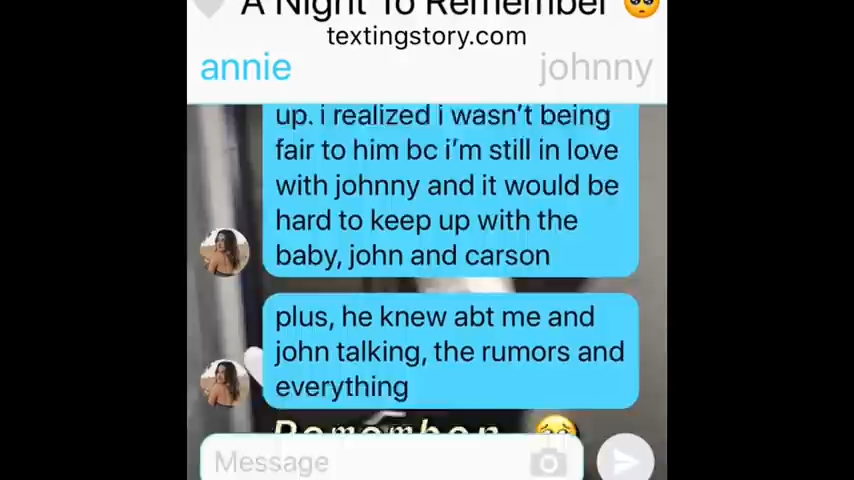 A Night To Remember 🥺
textingstory.com
annie
johnny
up. i realized i wasn't being
fair to him bc i'm still in love
with johnny and it would be
hard to keep up with the
baby, john and carson
plus, he knew abt me and
john talking, the rumors and
everything
Remember 🥺
Message